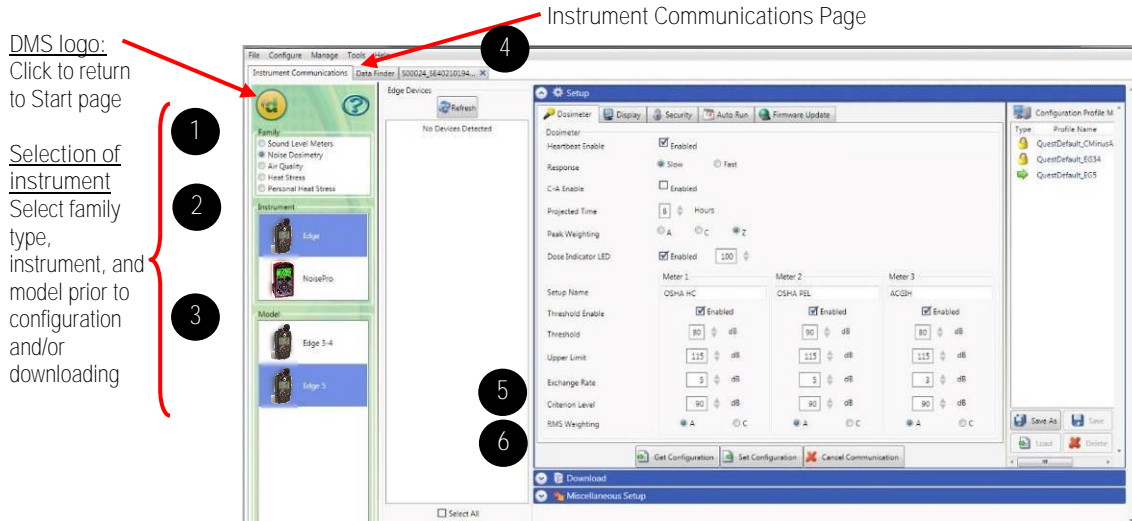 Instrument Communications Page
DMS logo:
Click to return
to Start page
1
Selection of
instrument
Select family
type,
instrument, and
model prior to
configuration
and/or
downloading
2
3
4
5
6
File Configure Manage Tools Help
Instrument Communications Data Finder S00024_SE40210194... X
d
?
Family
Sound Level Meters
Noise Dosimetry
Air Quality
Heat Stress
Personal Heat Stress
Instrument
Edge
NoisePro
Model
Edge 3-4
Edge 5
Edge Devices
Refresh
No Devices Detected
Select All
Setup
Dosimeter Display Security Auto Run Firmware Update
Dosimeter
Heartbeat Enable Enabled
Response Slow Fast
C-A Enable Enabled
Projected Time 8 Hours
Peak Weighting A C Z
Dose Indicator LED Enabled 100
Meter 1 Meter 2 Meter 3
Setup Name OSHA HC OSHA PEL ACGIH
Threshold Enable Enabled Enabled Enabled
Threshold 80 dB 90 dB 80 dB
Upper Limit 115 dB 115 dB 115 dB
Exchange Rate 5 dB 5 dB 3 dB
Criterion Level 90 dB 90 dB 90 dB
RMS Weighting A C A C A C
Get Configuration Set Configuration Cancel Communication
Download
Miscellaneous Setup
Configuration Profile M
Type Profile Name
QuestDefault_CMinusA
QuestDefault_EG34
QuestDefault_EG5
Save As Save
Load Delete